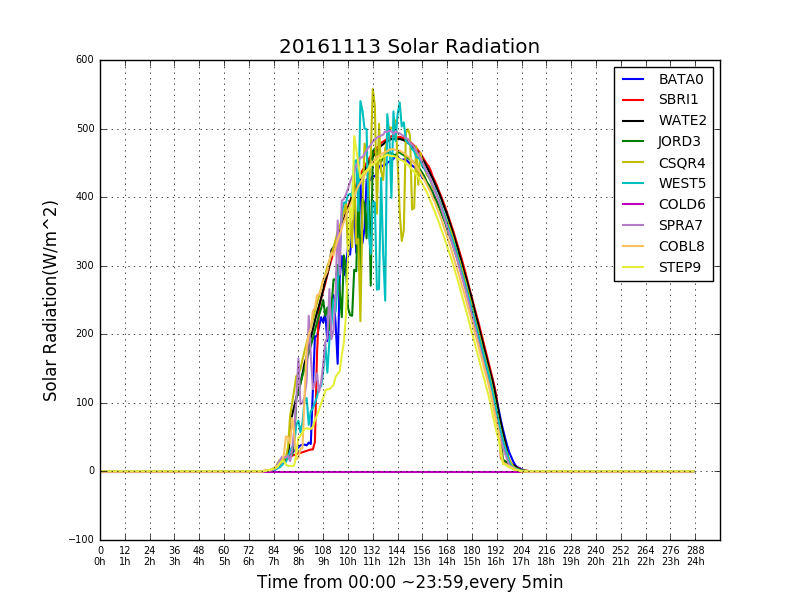 20161113 Solar Radiation
600
500
400
300
200
100
0
−100
Solar Radiation(W/m^2)
BATA0
SBRI1
WATE2
JORD3
CSQR4
WEST5
COLD6
SPRA7
COBL8
STEP9
0 12 24 36 48 60 72 84 96 108 120 132 144 156 168 180 192 204 216 228 240 252 264 276 288
0h 1h 2h 3h 4h 5h 6h 7h 8h 9h 10h 11h 12h 13h 14h 15h 16h 17h 18h 19h 20h 21h 22h 23h 24h
Time from 00:00 ~23:59,every 5min